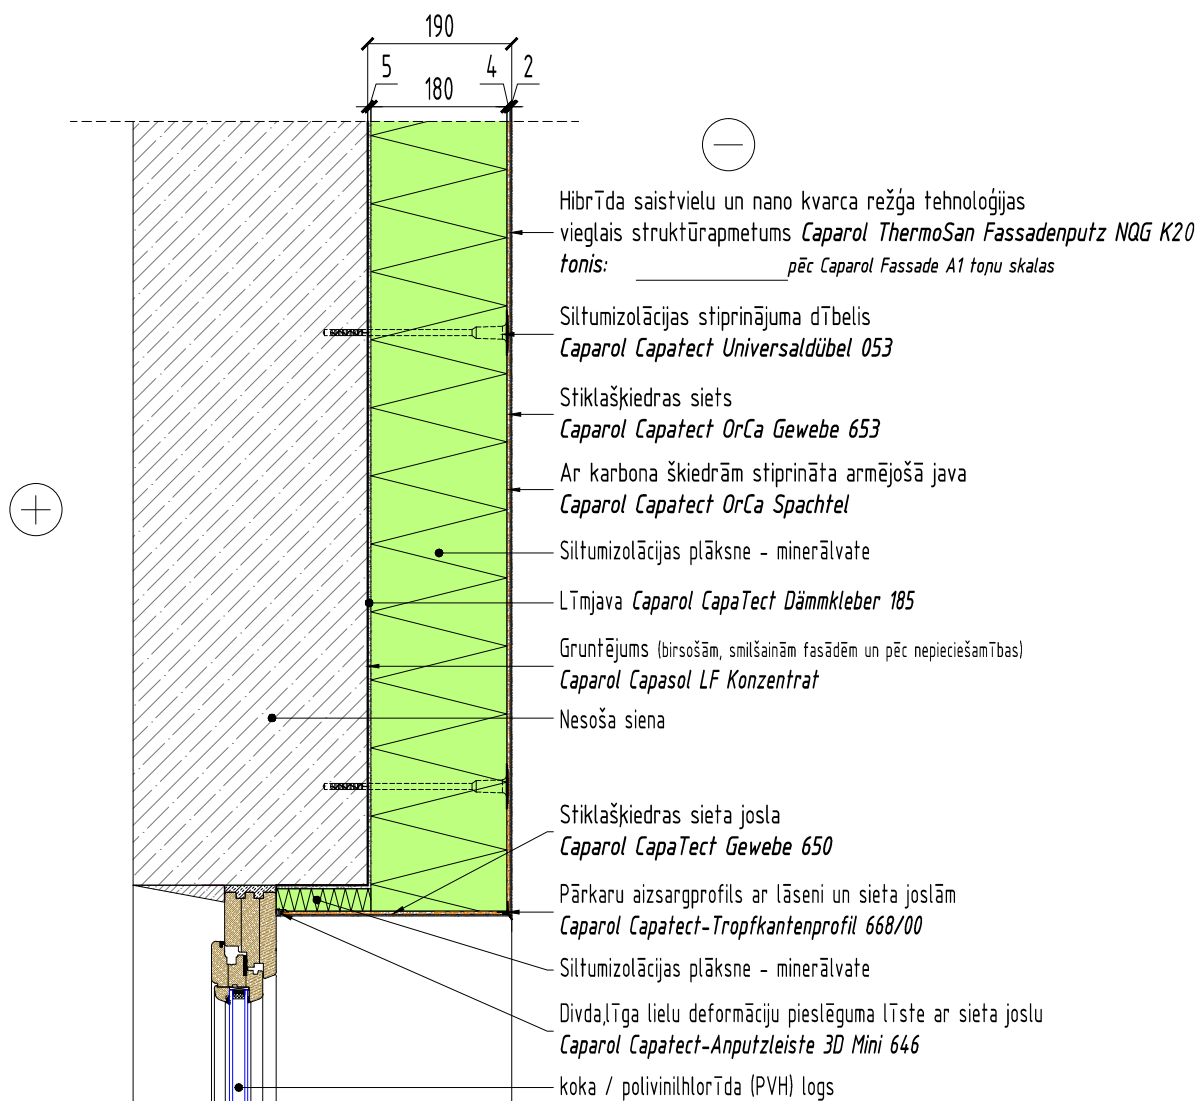 190
5
4
2
180
Hibrīda saistvielu un nano kvarca režģa tehnoloģijas
vieglais struktūrapmetums Caparol ThermoSan Fassadenputz NQG K20
tonis: pēc Caparol Fassade A1 toņu skalas
Siltumizolācijas stiprinājuma dībelis
Caparol Capatect Universaldübel 053
Stiklašķiedras siets
Caparol Capatect OrCa Gewebe 653
Ar karbona škiedrām stiprināta armējošā java
Caparol Capatect OrCa Spachtel
Siltumizolācijas plāksne - minerālvate
Līmjava Caparol CapaTect Dämmkleber 185
Gruntējums (birsošām, smilšainām fasādēm un pēc nepieciešamības)
Caparol Capasol LF Konzentrat
Nesoša siena
Stiklašķiedras sieta josla
Caparol CapaTect Gewebe 650
Pārkaru aizsargprofils ar lāseni un sieta joslām
Caparol Capatect-Tropfkantenprofil 668/00
Siltumizolācijas plāksne - minerālvate
Divda,līga lielu deformāciju pieslēguma līste ar sieta joslu
Caparol Capatect-Anputzleiste 3D Mini 646
koka / polivinilhlorīda (PVH) logs